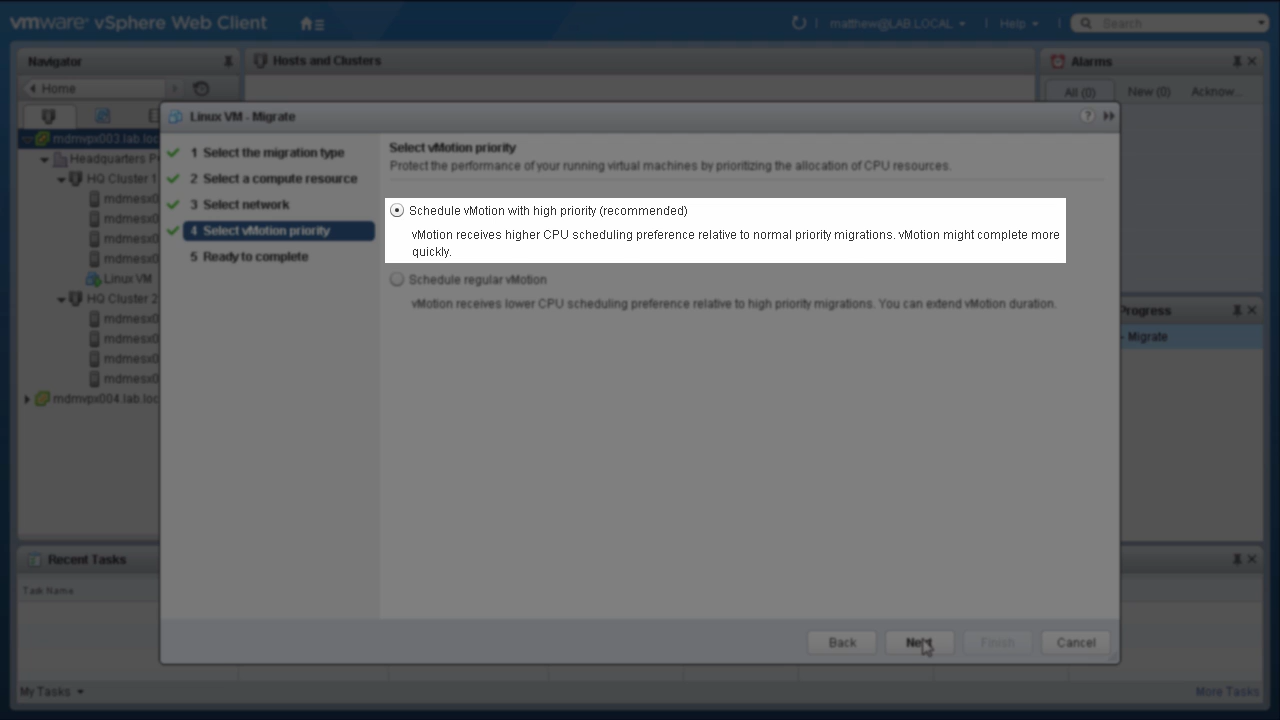 vmware® vSphere Web Client
matthew@LAB.LOCAL
Help
Search
Navigator
Home
mdmvpx003.lab.loc
Headquarters P
HQ Cluster 1
mdmesx0
mdmesx0
mdmesx0
mdmesx0
Linux VM
HQ Cluster 2
mdmesx0
mdmesx0
mdmesx0
mdmesx0
mdmvpx004.lab.loc
Hosts and Clusters
Alarms
All (0) New (0) Acknow...
Linux VM - Migrate
1 Select the migration type
2 Select a compute resource
3 Select network
4 Select vMotion priority
5 Ready to complete
Select vMotion priority
Protect the performance of your running virtual machines by prioritizing the allocation of CPU resources.
Schedule vMotion with high priority (recommended)
vMotion receives higher CPU scheduling preference relative to normal priority migrations. vMotion might complete more
quickly.
Schedule regular vMotion
vMotion receives lower CPU scheduling preference relative to high priority migrations. You can extend vMotion duration.
Back Next Finish Cancel
Progress
- Migrate
Recent Tasks
Task Name
My Tasks
More Tasks